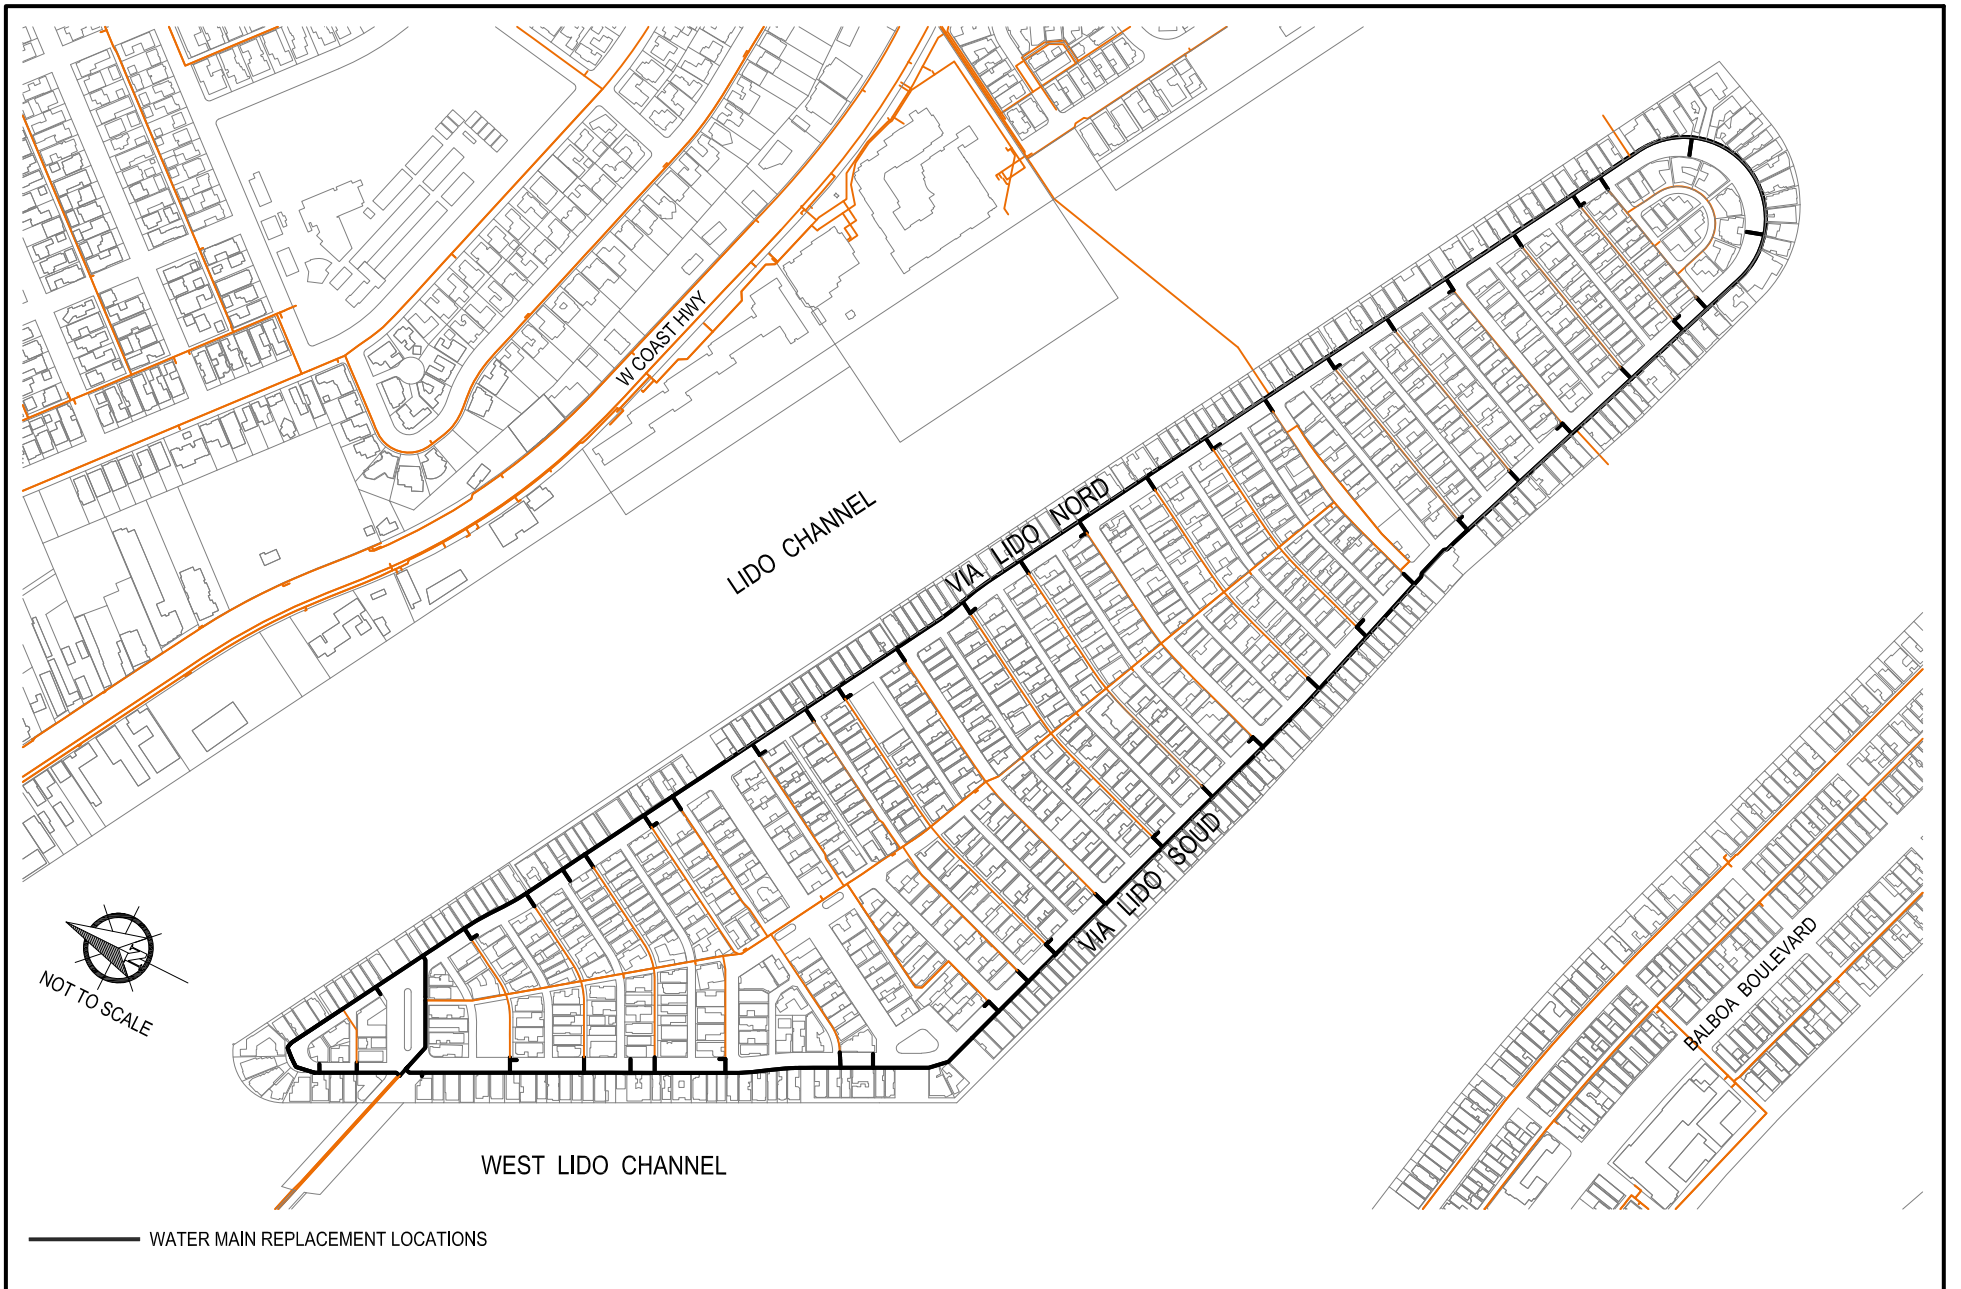 W COAST HWY
LIDO CHANNEL
VIA LIDO NORD
VIA LIDO SOUD
BALBOA BOULEVARD
N
NOT TO SCALE
WEST LIDO CHANNEL
WATER MAIN REPLACEMENT LOCATIONS